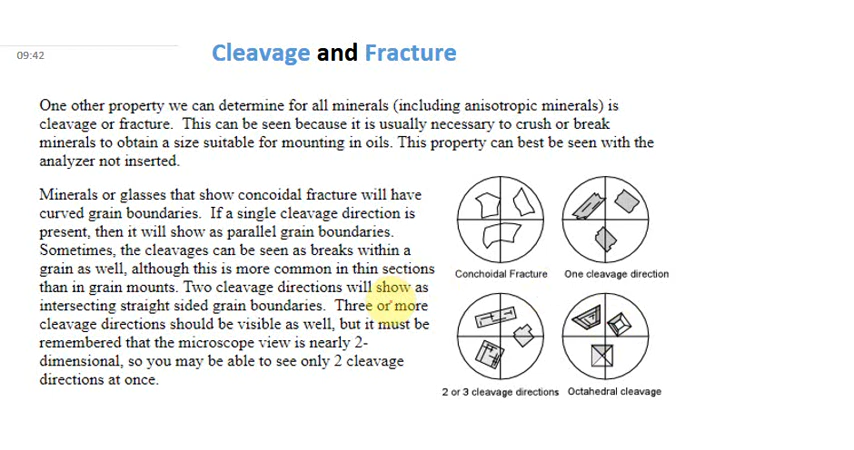 09:42
Cleavage and Fracture
One other property we can determine for all minerals (including anisotropic minerals) is
cleavage or fracture. This can be seen because it is usually necessary to crush or break
minerals to obtain a size suitable for mounting in oils. This property can best be seen with the
analyzer not inserted.
Minerals or glasses that show concoidal fracture will have
curved grain boundaries. If a single cleavage direction is
present, then it will show as parallel grain boundaries.
Sometimes, the cleavages can be seen as breaks within a
grain as well, although this is more common in thin sections
than in grain mounts. Two cleavage directions will show as
intersecting straight sided grain boundaries. Three or more
cleavage directions should be visible as well, but it must be
remembered that the microscope view is nearly 2-
dimensional, so you may be able to see only 2 cleavage
directions at once.
Conchoidal Fracture
One cleavage direction
2 or 3 cleavage directions
Octahedral cleavage